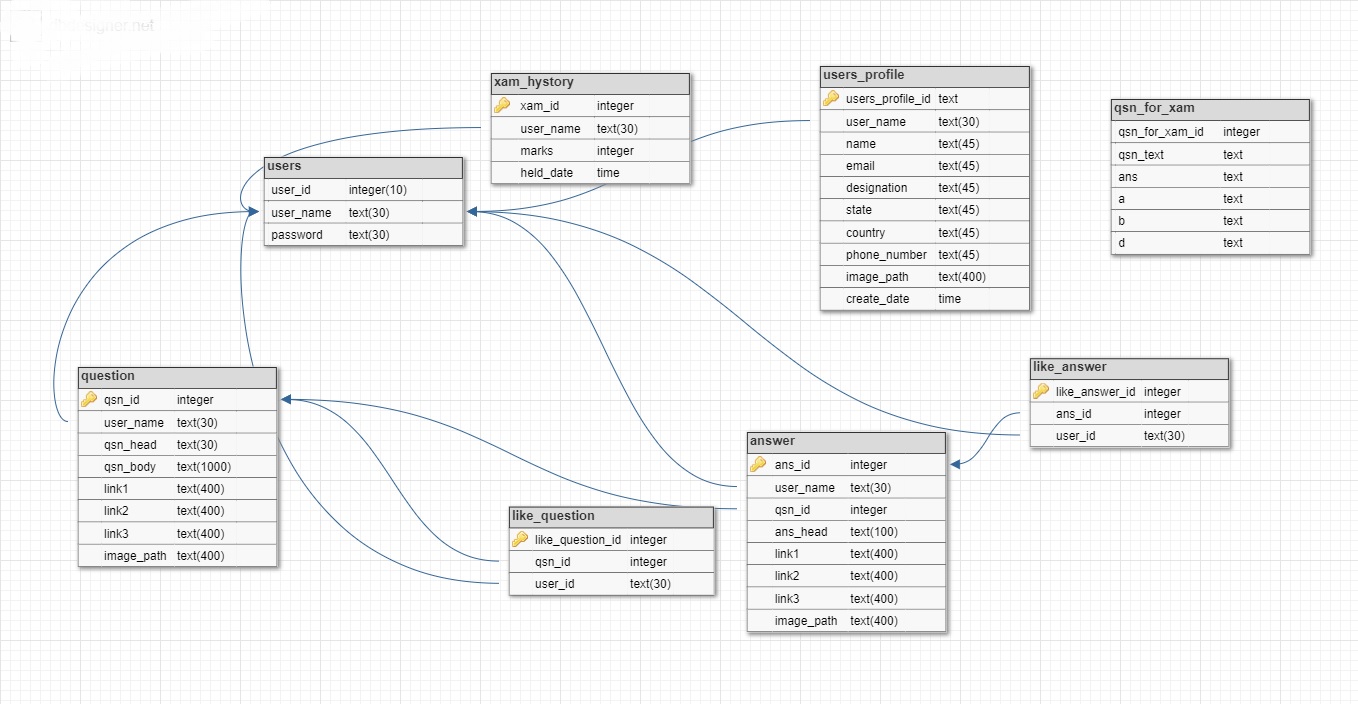 signer.net
xam_hystory
xam_id integer
user_name text(30)
marks integer
held_date time
users_profile
users_profile_id text
user_name text(30)
name text(45)
email text(45)
designation text(45)
state text(45)
country text(45)
phone_number text(45)
image_path text(400)
create_date time
qsn_for_xam
qsn_for_xam_id integer
qsn_text text
ans text
a text
b text
d text
users
user_id integer(10)
user_name text(30)
password text(30)
question
qsn_id integer
user_name text(30)
qsn_head text(30)
qsn_body text(1000)
link1 text(400)
link2 text(400)
link3 text(400)
image_path text(400)
like_question
like_question_id integer
qsn_id integer
user_id text(30)
answer
ans_id integer
user_name text(30)
qsn_id integer
ans_head text(100)
link1 text(400)
link2 text(400)
link3 text(400)
image_path text(400)
like_answer
like_answer_id integer
ans_id integer
user_id text(30)